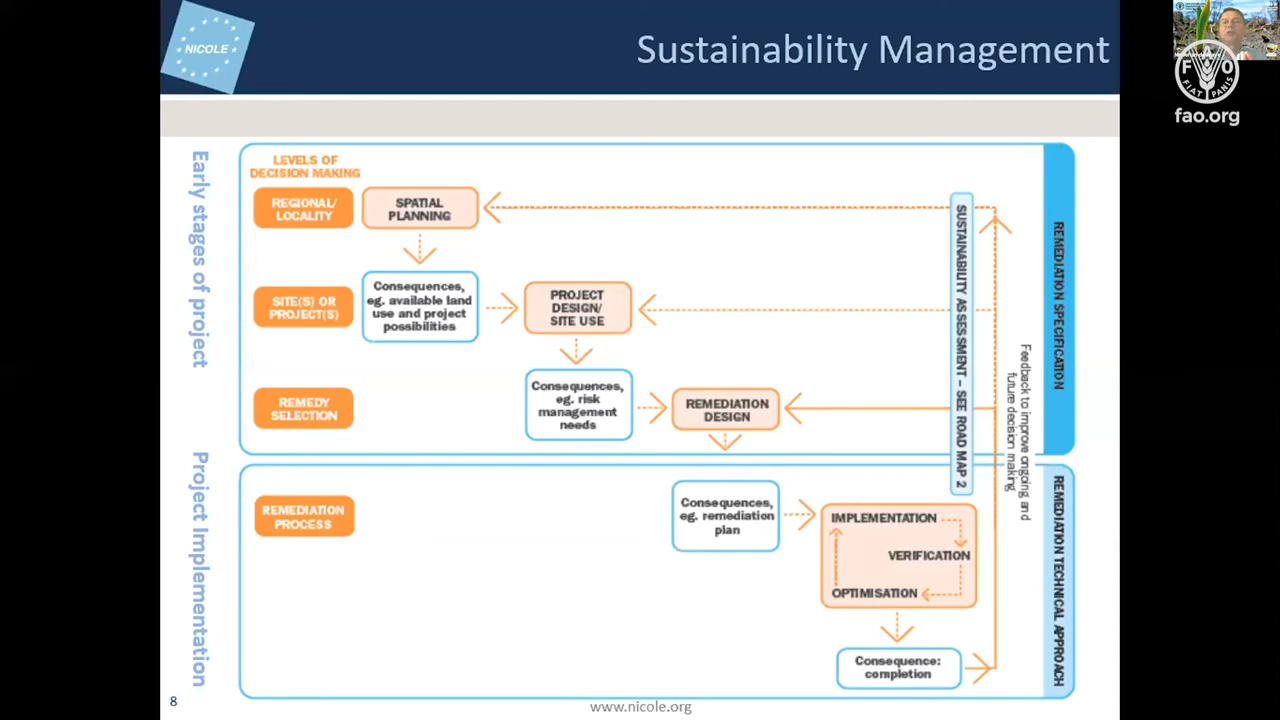 NICOLE
Sustainability Management
FAO
FIAT PANIS
fao.org
Early stages of project
LEVELS OF
DECISION MAKING
REGIONAL/
LOCALITY
SPATIAL
PLANNING
SITE(S) OR
PROJECT(S)
Consequences,
eg. available land
use and project
possibilities
PROJECT
DESIGN/
SITE USE
REMEDY
SELECTION
Consequences,
eg. risk
management
needs
REMEDIATION
DESIGN
SUSTAINABILITY ASSESSMENT – SEE ROAD MAP 2
Feedback to improve ongoing and
future decision making
REMEDIATION SPECIFICATION
Project Implementation
REMEDIATION
PROCESS
Consequences,
eg. remediation
plan
IMPLEMENTATION
VERIFICATION
OPTIMISATION
Consequence:
completion
REMEDIATION TECHNICAL APPROACH
8
www.nicole.org